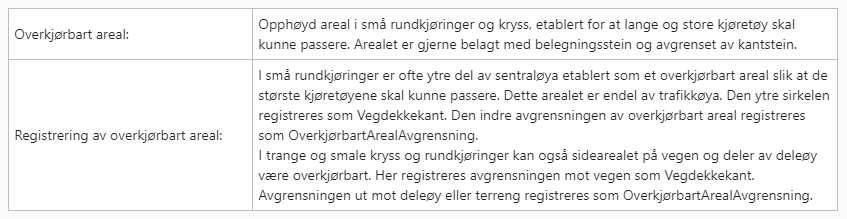 Overkjørbart areal:
Opphøyd areal i små rundkjøringer og kryss, etablert for at lange og store kjøretøy skal
kunne passere. Arealet er gjerne belagt med belegningsstein og avgrenset av kantstein.
Registrering av overkjørbart areal:
I små rundkjøringer er ofte ytre del av sentraløya etablert som et overkjørbart areal slik at de
største kjøretøyene skal kunne passere. Dette arealet er endel av trafikkøya. Den ytre sirkelen
registreres som Vegdekkekant. Den indre avgrensningen av overkjørbart areal registreres
som OverkjørbartArealAvgrensning.
I trange og smale kryss og rundkjøringer kan også sidearealet på vegen og deler av deleøy
være overkjørbart. Her registreres avgrensningen mot vegen som Vegdekkekant.
Avgrensningen ut mot deleøy eller terreng registreres som OverkjørbartArealAvgrensning.